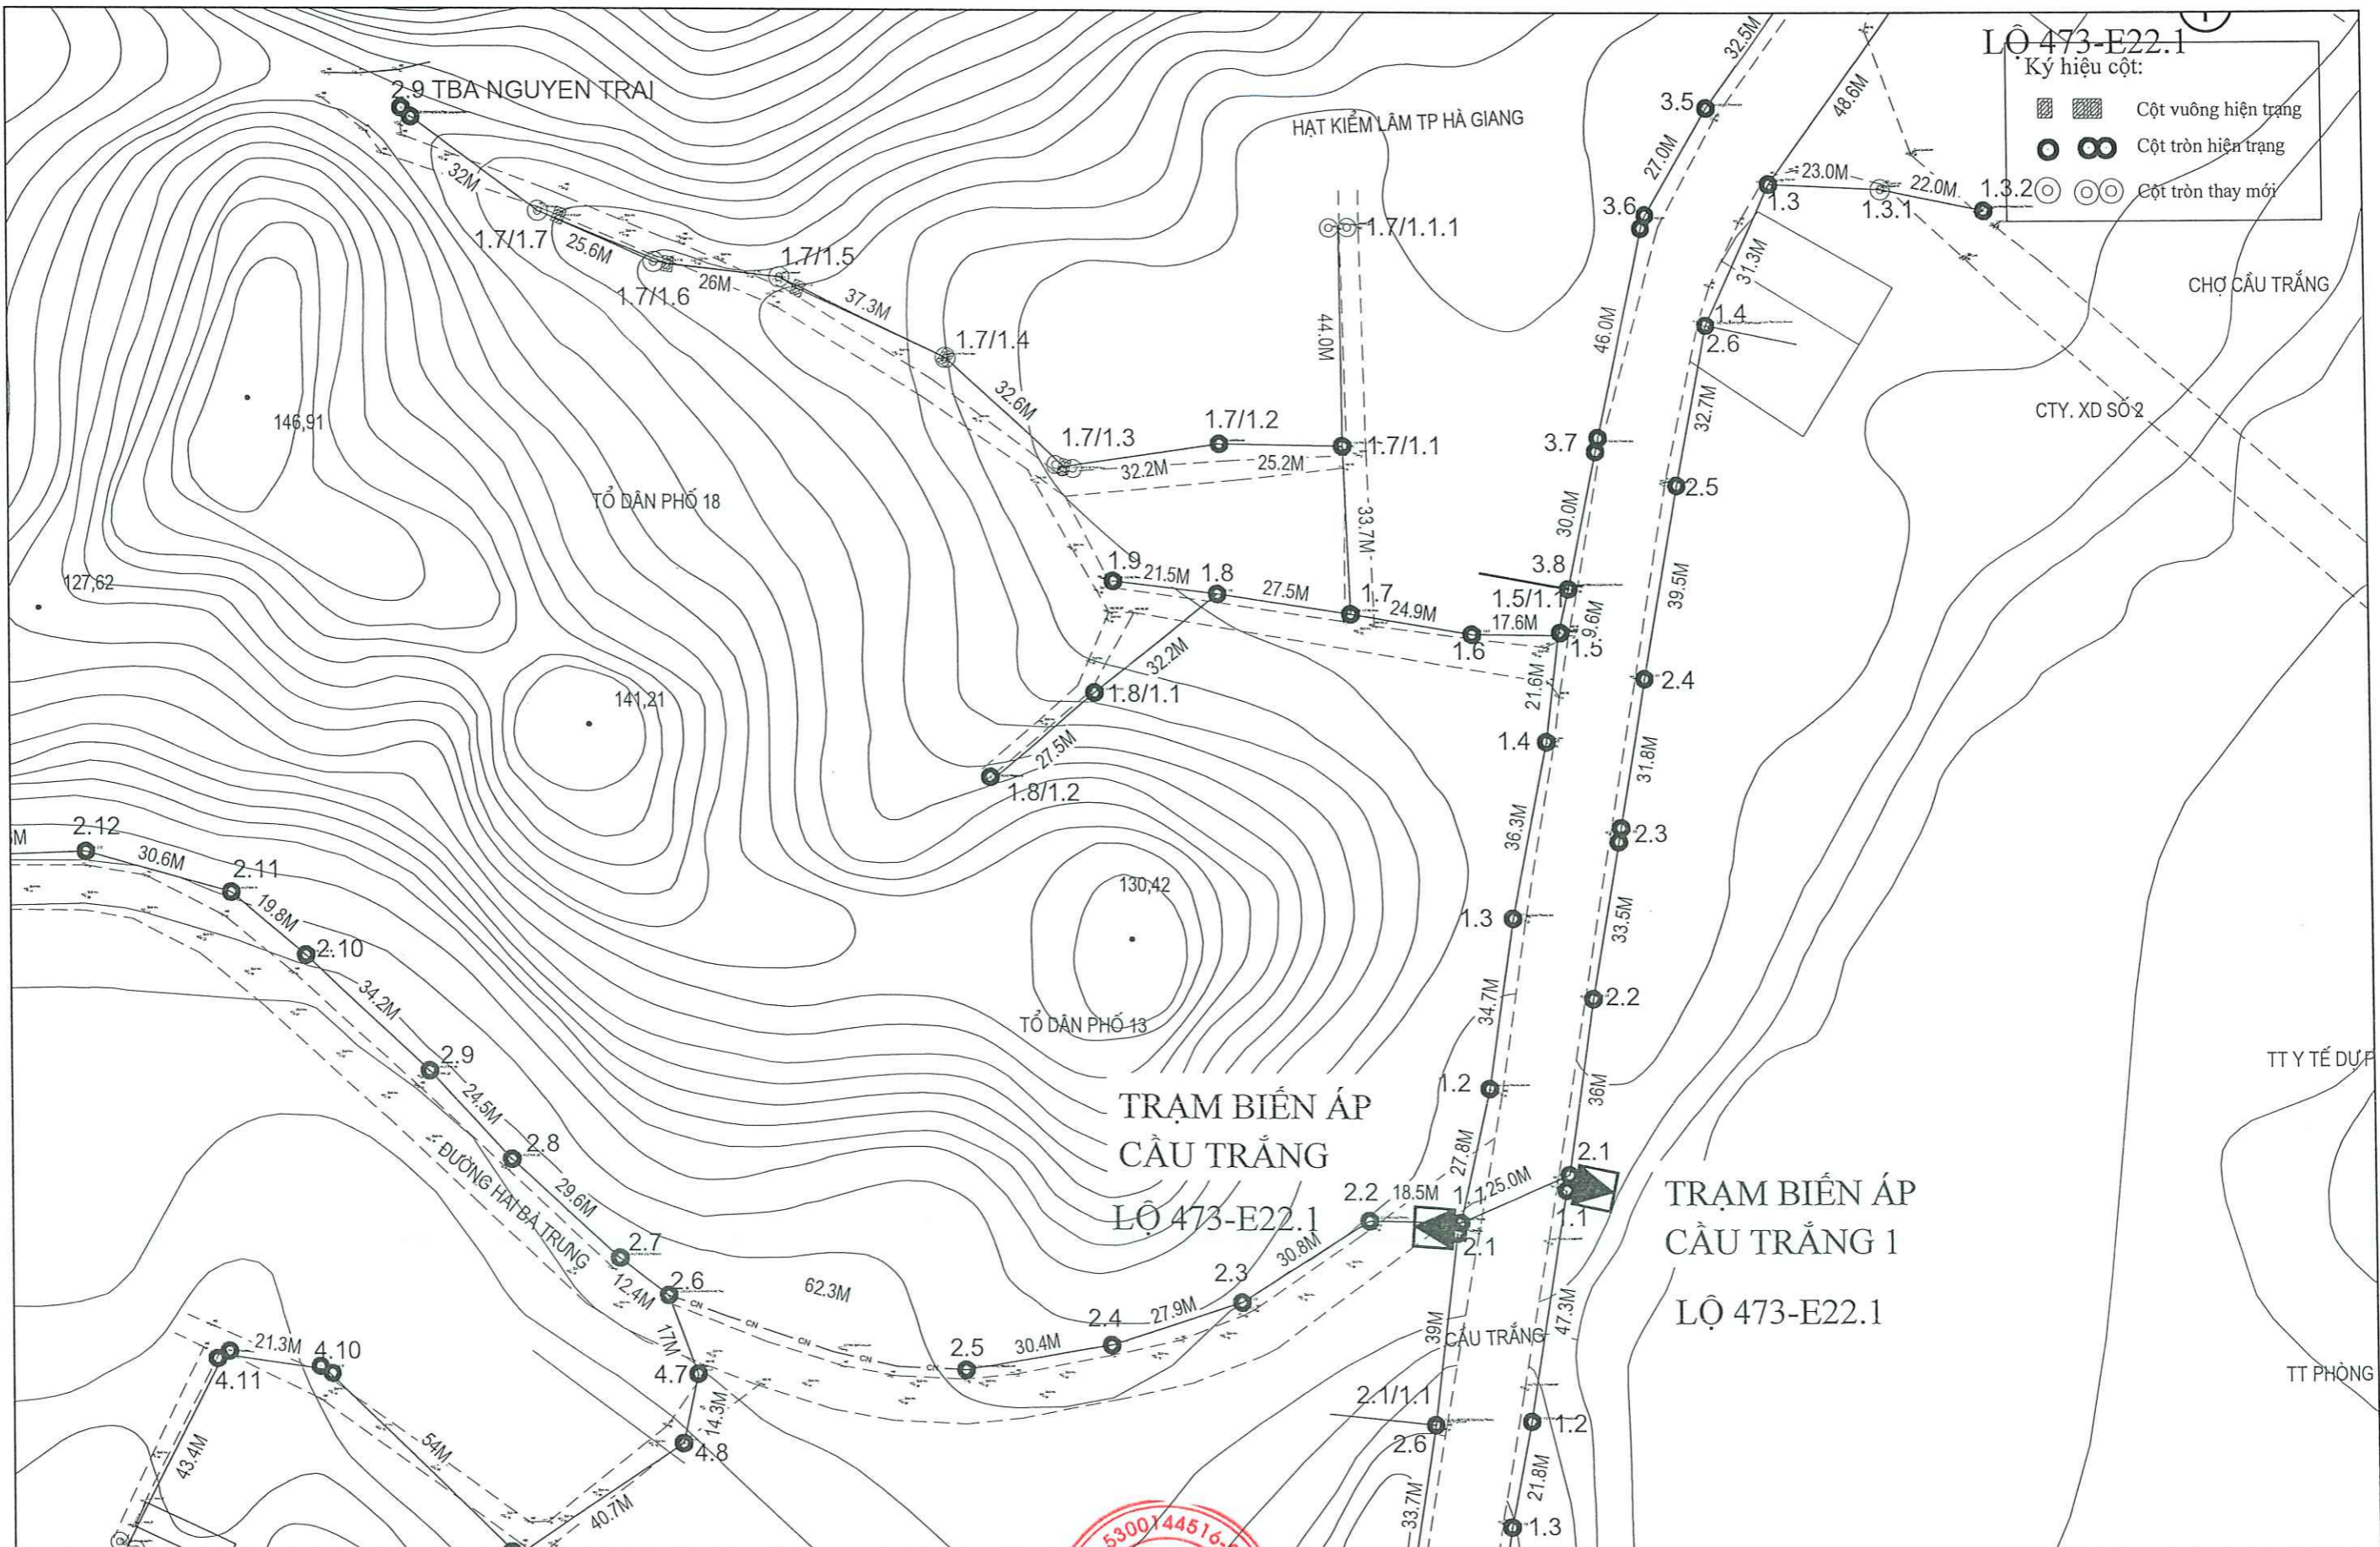 LỘ 473-E22.1
Ký hiệu cột:
Cột vuông hiện trạng
Cột tròn hiện trạng
Cột tròn thay mới
32.5M
48.6M
2.9 TBA NGUYEN TRAI
3.5
HẠT KIỂM LÂM TP HÀ GIANG
27.0M
23.0M
22.0M
1.3
1.3.1
1.3.2
32M
3.6
1.7/1.7
25.6M
1.7/1.5
1.7/1.1.1
31.3M
CHỢ CẦU TRẮNG
1.7/1.6
26M
37.3M
1.4
2.6
46.0M
44.0M
1.7/1.4
32.6M
32.7M
146,91
CTY. XD SỐ 2
1.7/1.3
1.7/1.2
1.7/1.1
3.7
32.2M
25.2M
2.5
TỔ DÂN PHỐ 18
33.7M
30.0M
127,62
1.9
21.5M
1.8
27.5M
1.7
24.9M
17.6M
3.8
1.5/1.1
9.6M
39.5M
1.6
1.5
32.2M
21.6M
2.4
141,21
1.8/1.1
1.4
27.5M
31.8M
1.8/1.2
2.12
30.6M
36.3M
2.3
2.11
130,42
19.8M
1.3
33.5M
2.10
34.2M
34.7M
2.2
TỔ DÂN PHỐ 13
2.9
TT Y TẾ DỰ P
24.5M
1.2
36M
TRẠM BIẾN ÁP
CẦU TRẮNG
LỘ 473-E22.1
2.8
ĐƯỜNG HAI BÀ TRƯNG
29.6M
27.8M
2.1
2.2
18.5M
1.1
25.0M
1.1
TRẠM BIẾN ÁP
CẦU TRẮNG 1
LỘ 473-E22.1
2.7
2.1
30.8M
12.4M
2.6
62.3M
2.3
CN
CN
CN
CN
27.9M
2.4
47.3M
17M
39M
CẦU TRẮNG
30.4M
2.5
21.3M
4.10
4.11
4.7
TT PHÒNG
2.1/1.1
14.3M
1.2
2.6
54M
4.8
43.4M
21.8M
40.7M
33.7M
1.3
5300144516